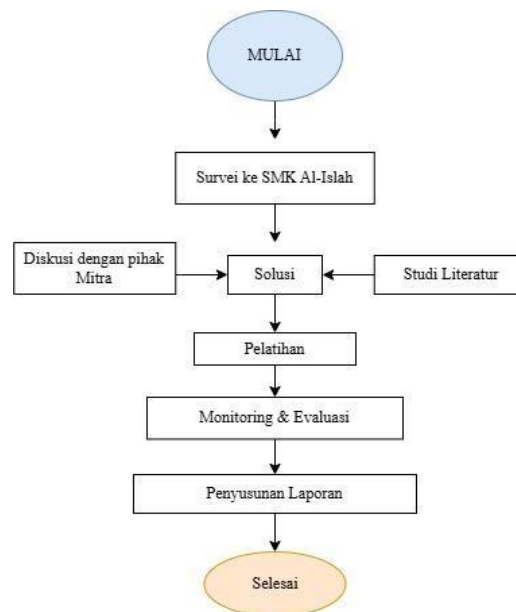 MULAI
Survei ke SMK Al-Islah
Diskusi dengan pihak
Mitra
Solusi
Studi Literatur
Pelatihan
Monitoring & Evaluasi
Penyusunan Laporan
Selesai